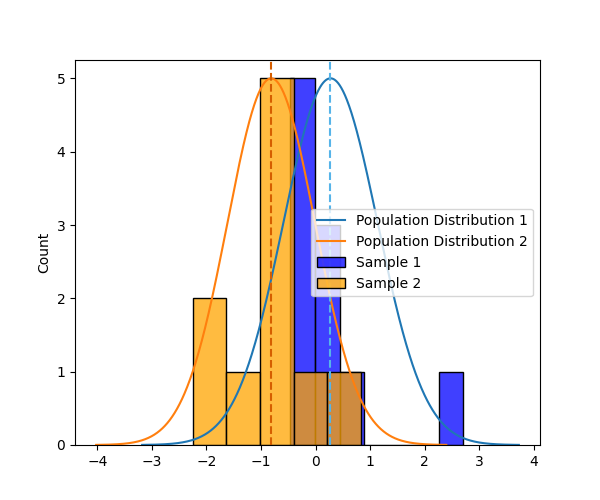 5
4
3
2
1
0
Count
Population Distribution 1
Population Distribution 2
Sample 1
Sample 2
−4 −3 −2 −1 0 1 2 3 4